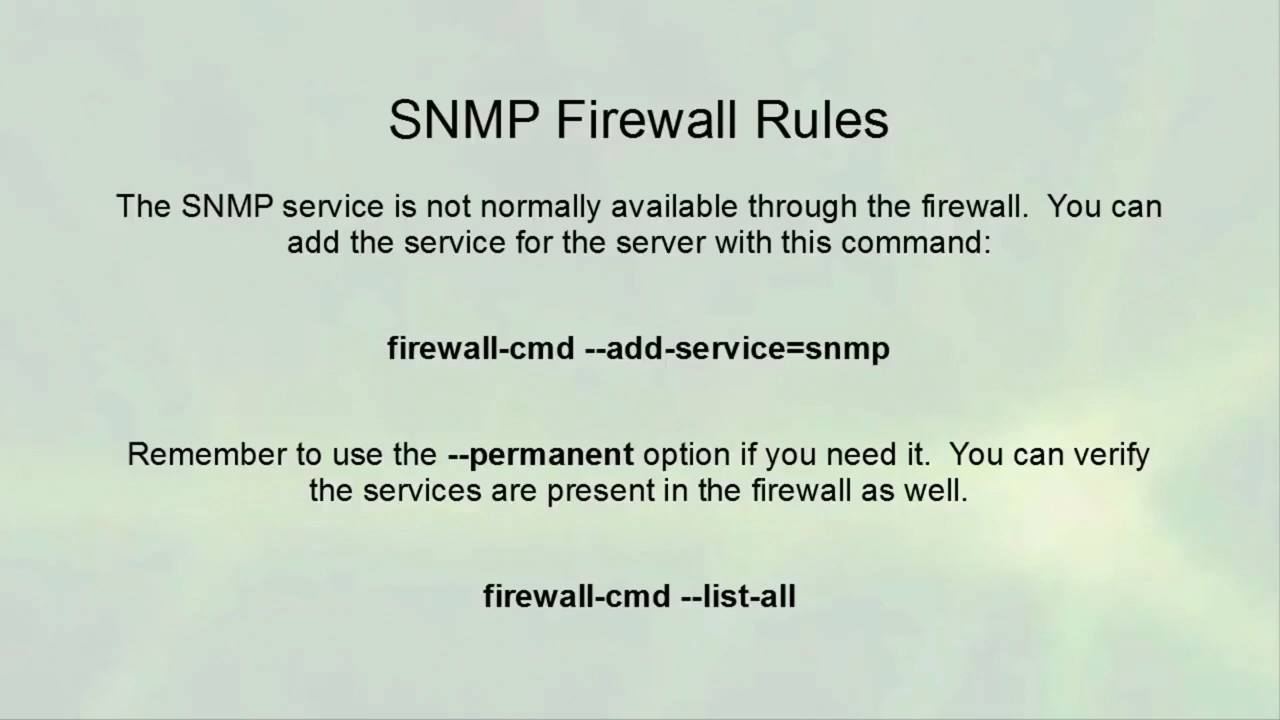 SNMP Firewall Rules
The SNMP service is not normally available through the firewall.  You can
add the service for the server with this command:
firewall-cmd --add-service=snmp
Remember to use the --permanent option if you need it.  You can verify
the services are present in the firewall as well.
firewall-cmd --list-all